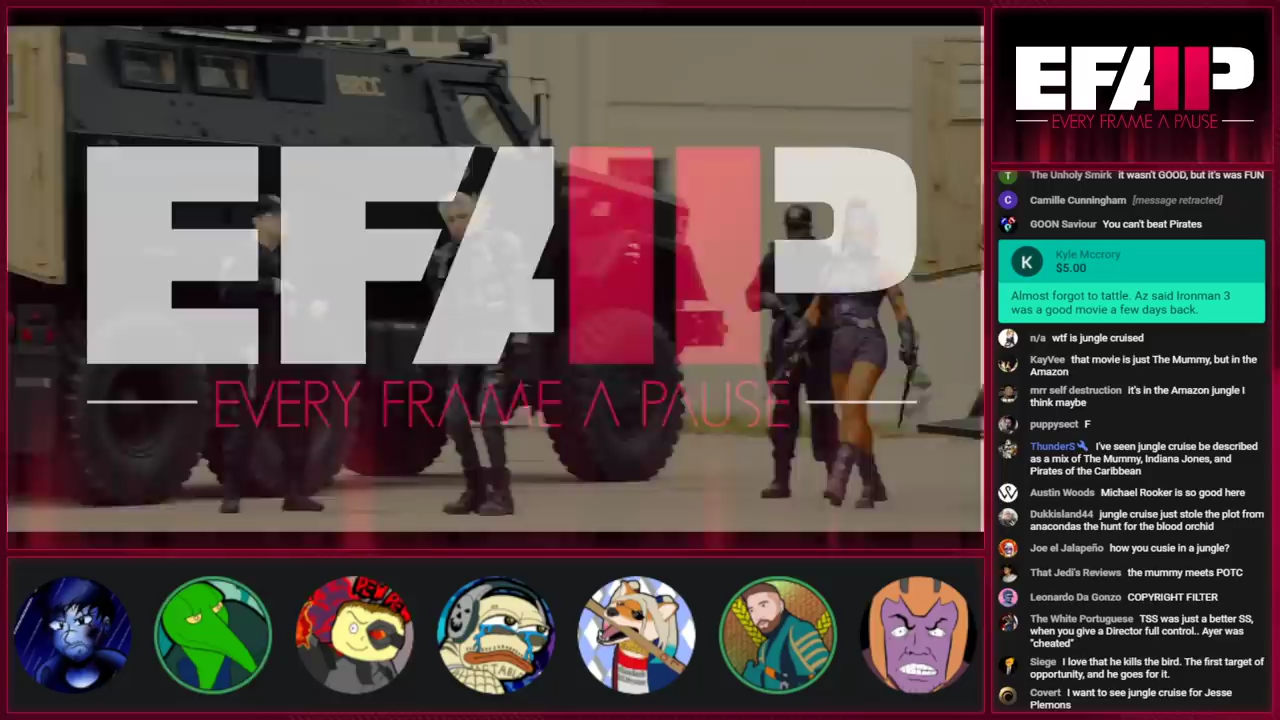 EFAP
EVERY FRAME A PAUSE
EFAP
EVERY FRAME A PAUSE
T The Unholy Smirk it wasn't GOOD, but it's was FUN
C Camille Cunningham [message retracted]
GOON Saviour You can't beat Pirates
K Kyle Mccrory
$5.00
Almost forgot to tattle. Az said Ironman 3
was a good movie a few days back.
n/a wtf is jungle cruised
KayVee that movie is just The Mummy, but in the
Amazon
mrr self destruction it's in the Amazon jungle I
think maybe
puppysect F
ThunderS I've seen jungle cruise be described
as a mix of The Mummy, Indiana Jones, and
Pirates of the Caribbean
Austin Woods Michael Rooker is so good here
Dukkisland44 jungle cruise just stole the plot from
anacondas the hunt for the blood orchid
Joe el Jalapeño how you cusie in a jungle?
That Jedi's Reviews the mummy meets POTC
Leonardo Da Gonzo COPYRIGHT FILTER
The White Portuguese TSS was just a better SS,
when you give a Director full control.. Ayer was
"cheated"
Siege I love that he kills the bird. The first target of
opportunity, and he goes for it.
Covert I want to see jungle cruise for Jesse
Plemons